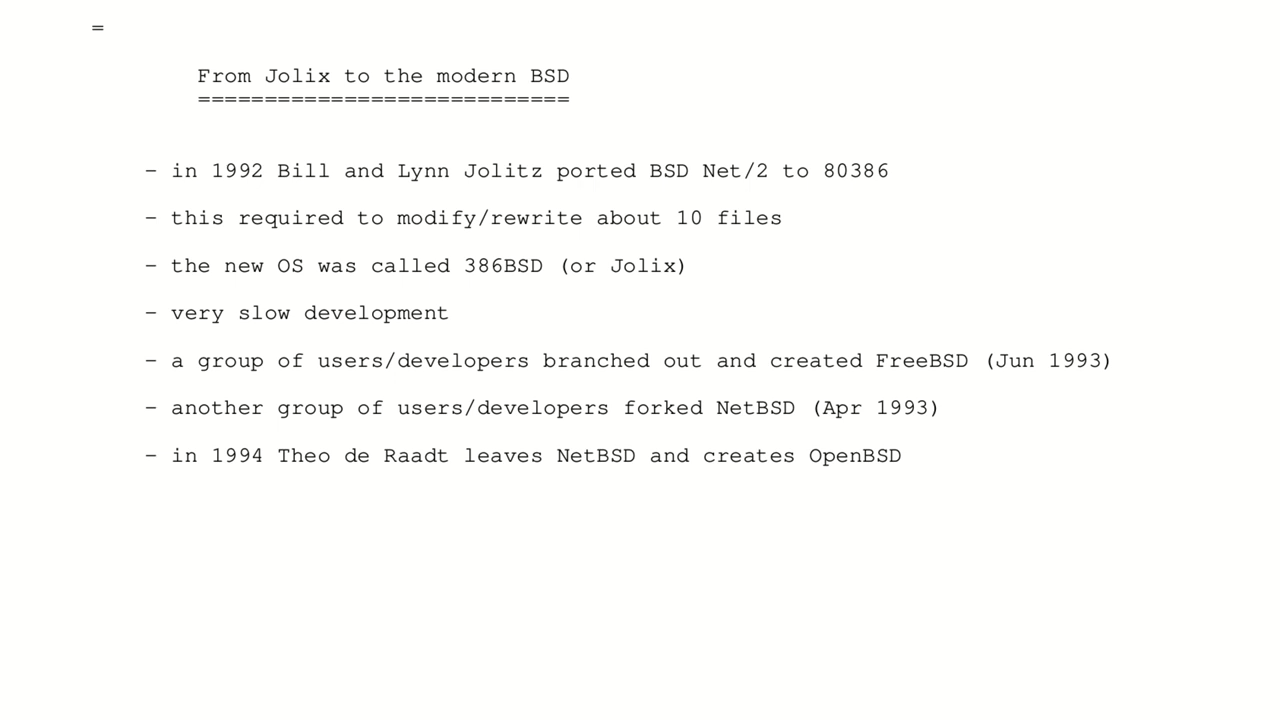 =
From Jolix to the modern BSD
============================
- in 1992 Bill and Lynn Jolitz ported BSD Net/2 to 80386
- this required to modify/rewrite about 10 files
- the new OS was called 386BSD (or Jolix)
- very slow development
- a group of users/developers branched out and created FreeBSD (Jun 1993)
- another group of users/developers forked NetBSD (Apr 1993)
- in 1994 Theo de Raadt leaves NetBSD and creates OpenBSD